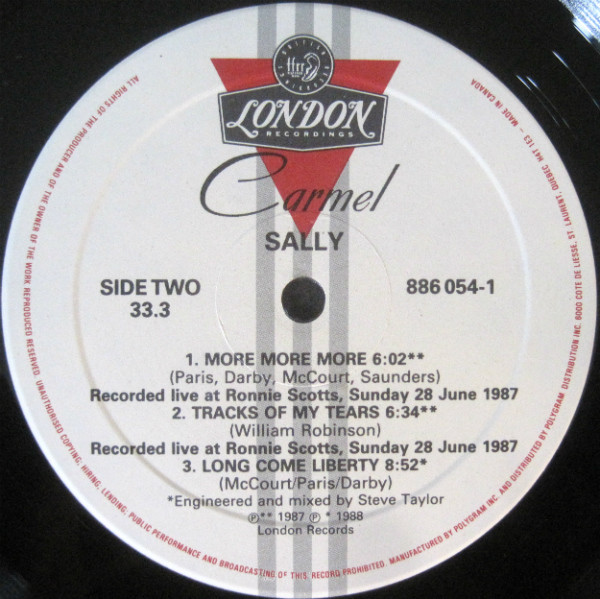 BRITISH
ffrr
RECORDING
LONDON
RECORDINGS
Carmel
SALLY
SIDE TWO
33.3
886 054-1
1. MORE MORE MORE 6:02**
(Paris, Darby, McCourt, Saunders)
Recorded live at Ronnie Scotts, Sunday 28 June 1987
2. TRACKS OF MY TEARS 6:34**
(William Robinson)
Recorded live at Ronnie Scotts, Sunday 28 June 1987
3. LONG COME LIBERTY 8:52*
(McCourt/Paris/Darby)
*Engineered and mixed by Steve Taylor
℗** 1987 ℗ * 1988
London Records
ALL RIGHTS OF THE PRODUCER AND OF THE OWNER OF THE WORK REPRODUCED RESERVED. UNAUTHORISED COPYING, HIRING, LENDING, PUBLIC PERFORMANCE AND BROADCASTING OF THIS RECORD PROHIBITED. MANUFACTURED BY POLYGRAM INC. AND DISTRIBUTED BY POLYGRAM DISTRIBUTION INC. 6000 COTE DE LIESSE, ST LAURENT, QUEBEC H4T 1E3 – MADE IN CANADA